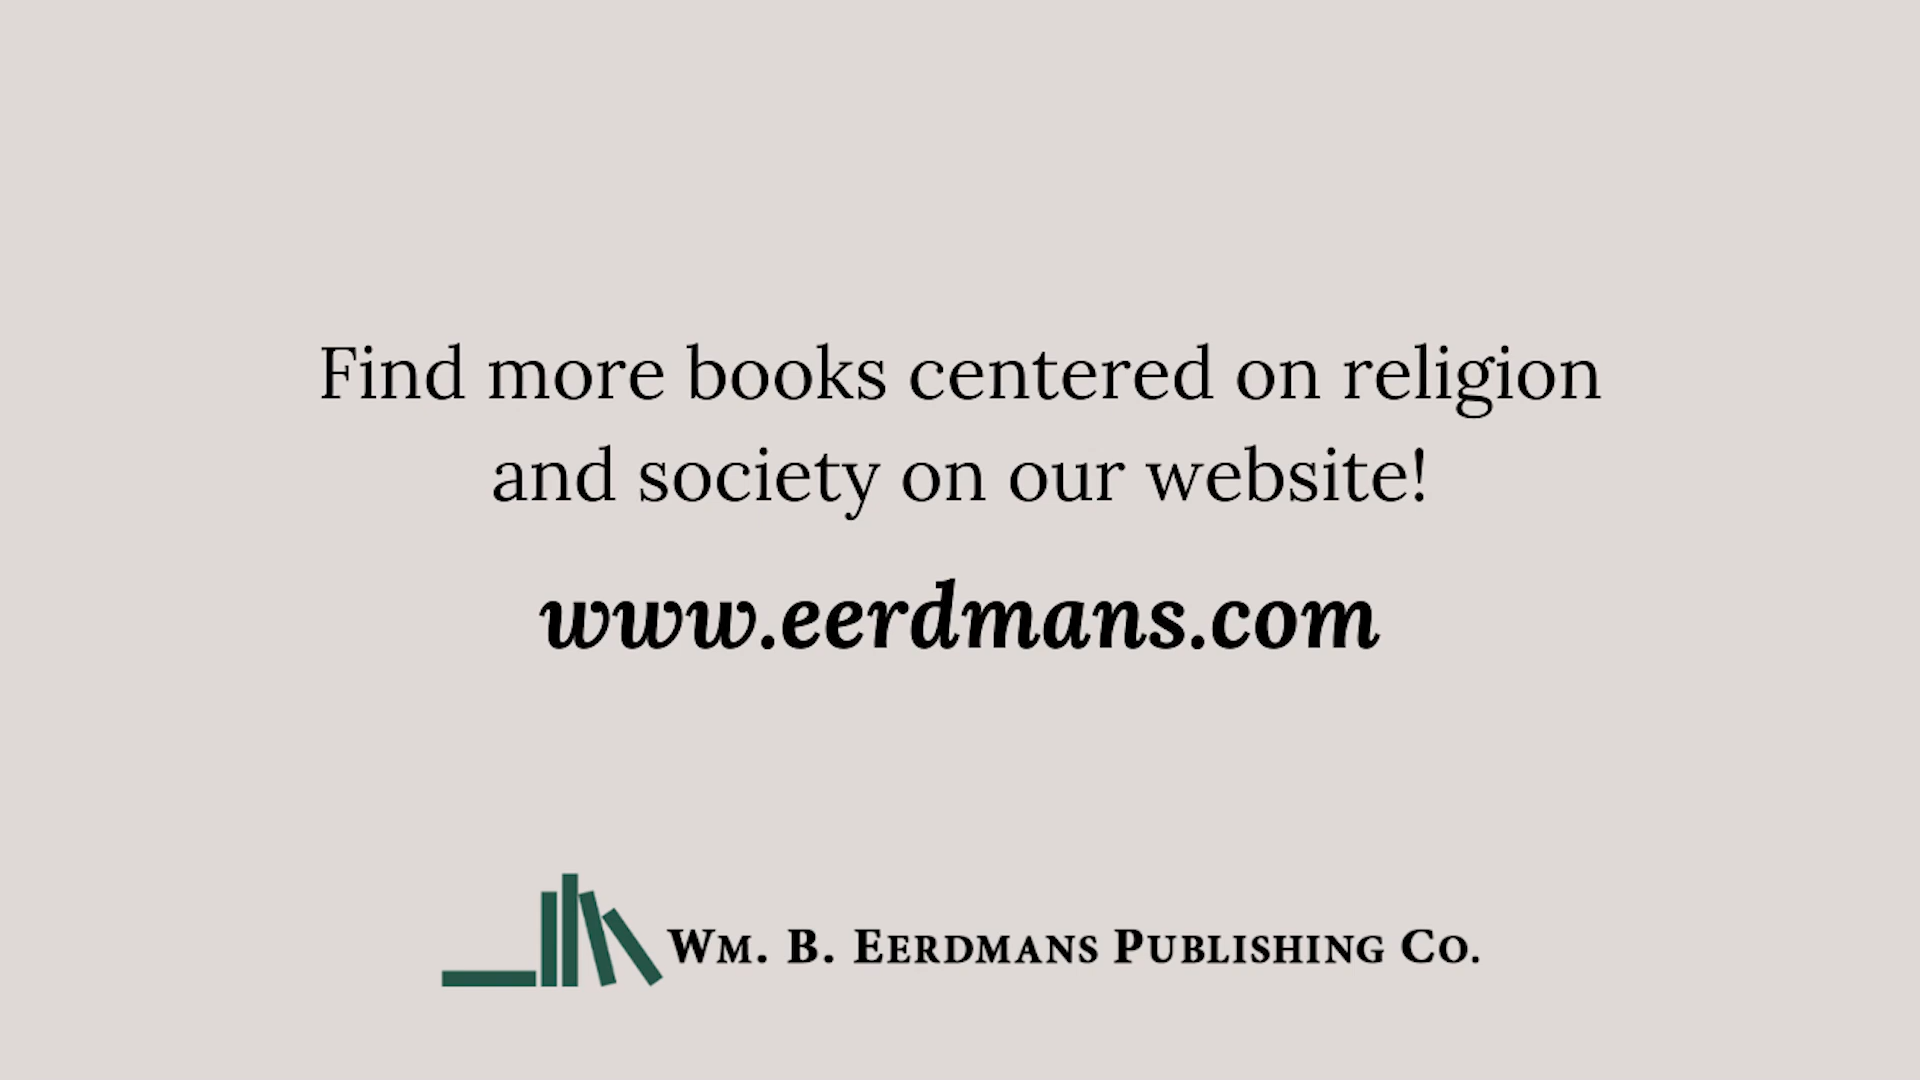 Find more books centered on religion
and society on our website!
www.eerdmans.com
Wm. B. Eerdmans Publishing Co.